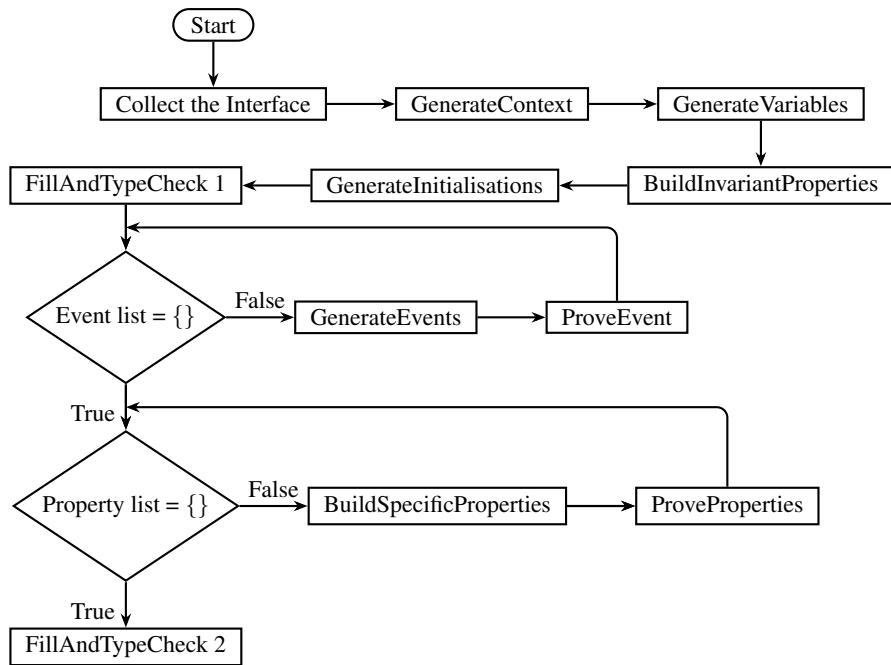 Start
Collect the Interface
GenerateContext
GenerateVariables
FillAndTypeCheck 1
GenerateInitialisations
BuildInvariantProperties
Event list = {}
False
GenerateEvents
ProveEvent
True
Property list = {}
False
BuildSpecificProperties
ProveProperties
True
FillAndTypeCheck 2